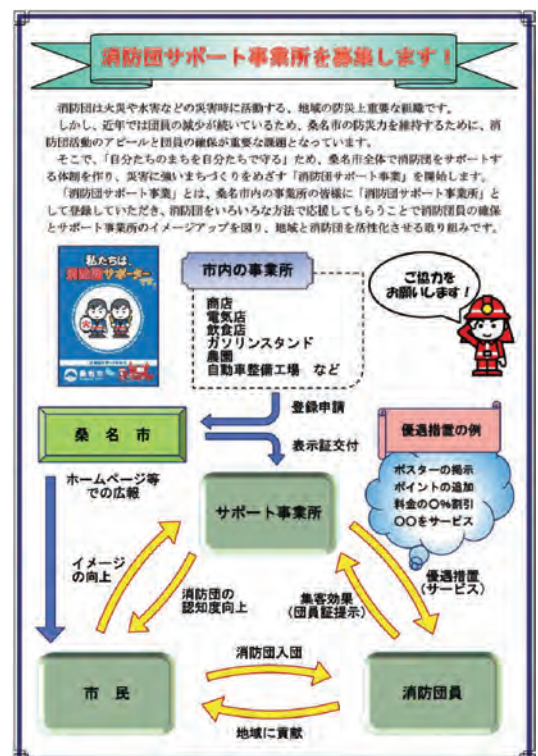 消防団サポート事業所を募集します！
消防団は火災や水害などの災害時に活動する、地域の防災上重要な組織です。
しかし、近年では団員の減少が続いているため、桑名市の防災力を維持するために、消
防団活動のアピールと団員の確保が重要な課題となっています。
そこで、「自分たちのまちを自分たちで守る」ため、桑名市全体で消防団をサポートす
る体制を作り、災害に強いまちづくりをめざす「消防団サポート事業」を開始します。
「消防団サポート事業」とは、桑名市内の事業所の皆様に「消防団サポート事業所」と
して登録していただき、消防団をいろいろな方法で応援してもらうことで消防団員の確保
とサポート事業所のイメージアップを図り、地域と消防団を活性化させる取り組みです。
私たちは、
消防団サポーター
です。
桑名市
市内の事業所
商店
電気店
飲食店
ガソリンスタンド
農園
自動車整備工場　など
ご協力を
お願いします！
登録申請
桑名市
表示証交付
優遇措置の例
ポスターの掲示
ポイントの追加
料金の〇％割引
〇〇をサービス
ホームページ等
での広報
サポート事業所
イメージ
の向上
消防団の
認知度向上
集客効果
（団員証提示）
優遇措置
（サービス）
市民
消防団入団
消防団員
地域に貢献